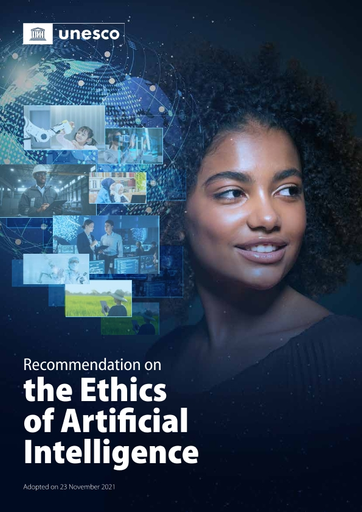 unesco
Recommendation on
the Ethics
of Artificial
Intelligence
Adopted on 23 November 2021